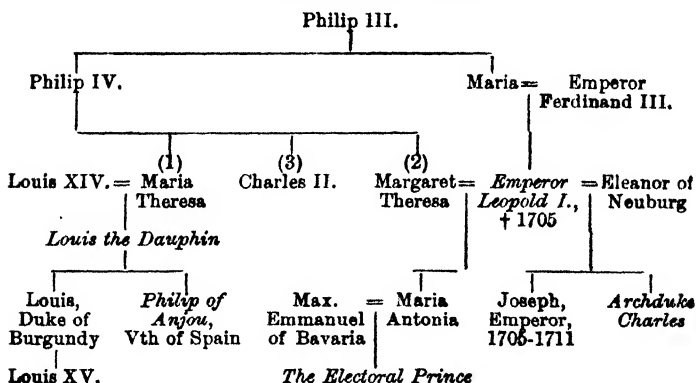 Philip III.
Philip IV. Maria= Emperor
Ferdinand III.
(1) (3) (2)
Louis XIV.= Maria Charles II. Margaret= Emperor =Eleanor of
Theresa Theresa Leopold I., Neuburg
† 1705
Louis the Dauphin
Louis, Philip of Max. = Maria Joseph, Archduke
Duke of Anjou, Emmanuel Antonia Emperor, Charles
Burgundy Vth of Spain of Bavaria 1705-1711
Louis XV. The Electoral Prince